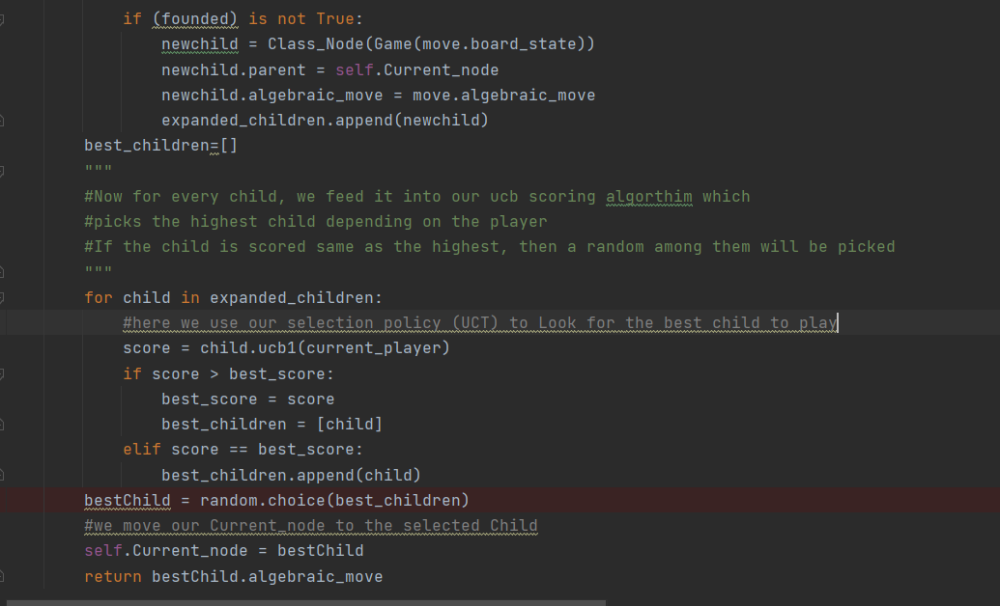 if (founded) is not True:
newchild = Class_Node(Game(move.board_state))
newchild.parent = self.Current_node
newchild.algebraic_move = move.algebraic_move
expanded_children.append(newchild)
best_children=[]
"""
#Now for every child, we feed it into our ucb scoring algorthim which
#picks the highest child depending on the player
#If the child is scored same as the highest, then a random among them will be picked
"""
for child in expanded_children:
#here we use our selection policy (UCT) to Look for the best child to play
score = child.ucb1(current_player)
if score > best_score:
best_score = score
best_children = [child]
elif score == best_score:
best_children.append(child)
bestChild = random.choice(best_children)
#we move our Current_node to the selected Child
self.Current_node = bestChild
return bestChild.algebraic_move